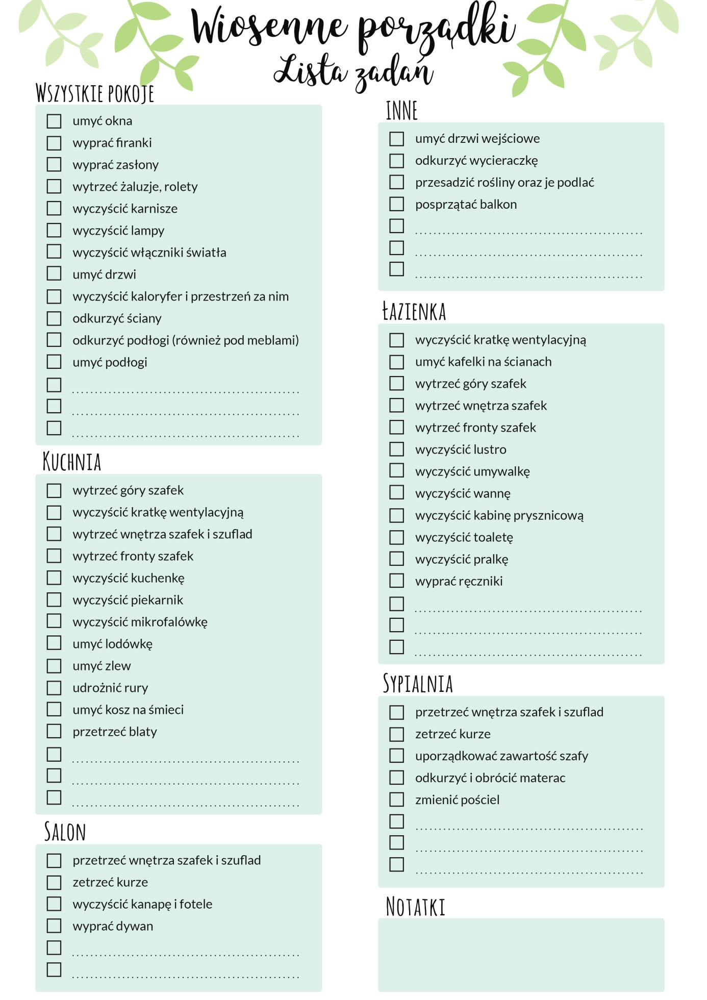 Wiosenne porządki
Lista zadań
Wszystkie pokoje
umyć okna
wyprać firanki
wyprać zasłony
wytrzeć żaluzje, rolety
wyczyścić karnisze
wyczyścić lampy
wyczyścić włączniki światła
umyć drzwi
wyczyścić kaloryfer i przestrzeń za nim
odkurzyć ściany
odkurzyć podłogi (również pod meblami)
umyć podłogi
Kuchnia
wytrzeć góry szafek
wyczyścić kratkę wentylacyjną
wytrzeć wnętrza szafek i szuflad
wytrzeć fronty szafek
wyczyścić kuchenkę
wyczyścić piekarnik
wyczyścić mikrofalówkę
umyć lodówkę
umyć zlew
udrożnić rury
umyć kosz na śmieci
przetrzeć blaty
Salon
przetrzeć wnętrza szafek i szuflad
zetrzeć kurze
wyczyścić kanapę i fotele
wyprać dywan
INNE
umyć drzwi wejściowe
odkurzyć wycieraczkę
przesadzić rośliny oraz je podlać
posprzątać balkon
Łazienka
wyczyścić kratkę wentylacyjną
umyć kafelki na ścianach
wytrzeć góry szafek
wytrzeć wnętrza szafek
wytrzeć fronty szafek
wyczyścić lustro
wyczyścić umywalkę
wyczyścić wannę
wyczyścić kabinę prysznicową
wyczyścić toaletę
wyczyścić pralkę
wyprać ręczniki
Sypialnia
przetrzeć wnętrza szafek i szuflad
zetrzeć kurze
uporządkować zawartość szafy
odkurzyć i obrócić materac
zmienić pościel
Notatki